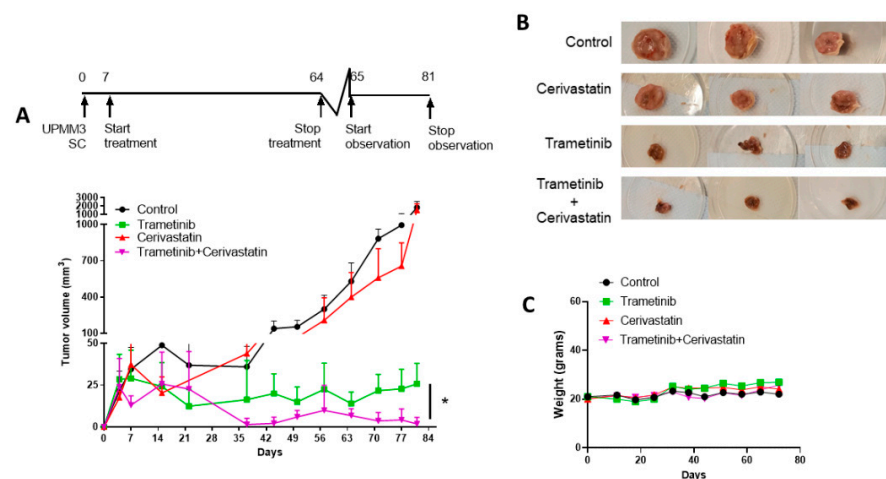 A
0 7 64 65 81
UPMM3
SC
Start
treatment
Stop
treatment
Start
observation
Stop
observation
Control
Trametinib
Cerivastatin
Trametinib+Cerivastatin
Tumor volume (mm³)
3000
2000
1000
1000
700
400
100
50
25
0
0 7 14 21 28 35 42 49 56 63 70 77 84
Days
*
B
Control
Cerivastatin
Trametinib
Trametinib
+
Cerivastatin
C
Control
Trametinib
Cerivastatin
Trametinib+Cerivastatin
Weight (grams)
60
40
20
0
0 20 40 60 80
Days